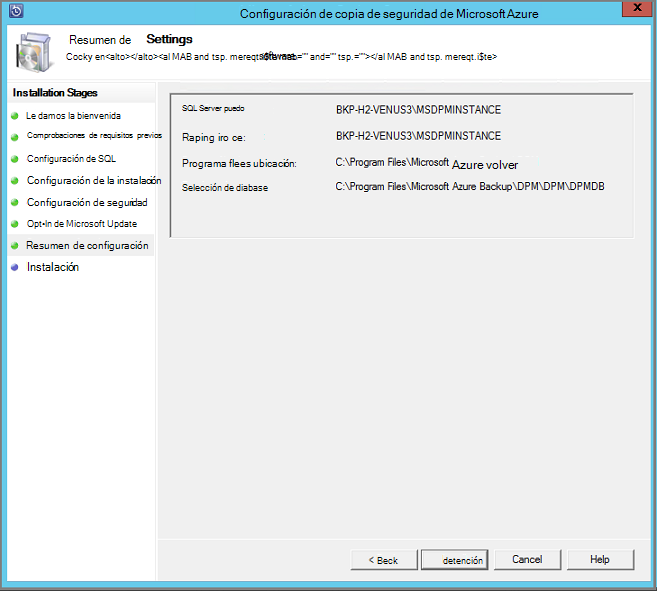 Configuración de copia de seguridad de Microsoft Azure
X
Resumen de Settings
Cocky en<alto></alto><al MAB and tsp. mereqt.i$te and="" tsp.=""></al MAB and tsp. mereqt.i$te>
Installation Stages
Le damos la bienvenida
Comprobaciones de requisitos previos
Configuración de SQL
Configuración de la instalación
Configuración de seguridad
Opt-In de Microsoft Update
Resumen de configuración
Instalación
SQL Server puedo BKP-H2-VENUS3\MSDPMINSTANCE
Raping iro ce: BKP-H2-VENUS3\MSDPMINSTANCE
Programa flees ubicación: C:\Program Files\Microsoft Azure volver
Selección de diabase C:\Program Files\Microsoft Azure Backup\DPM\DPM\DPMDB
< Beck detención Cancel Help